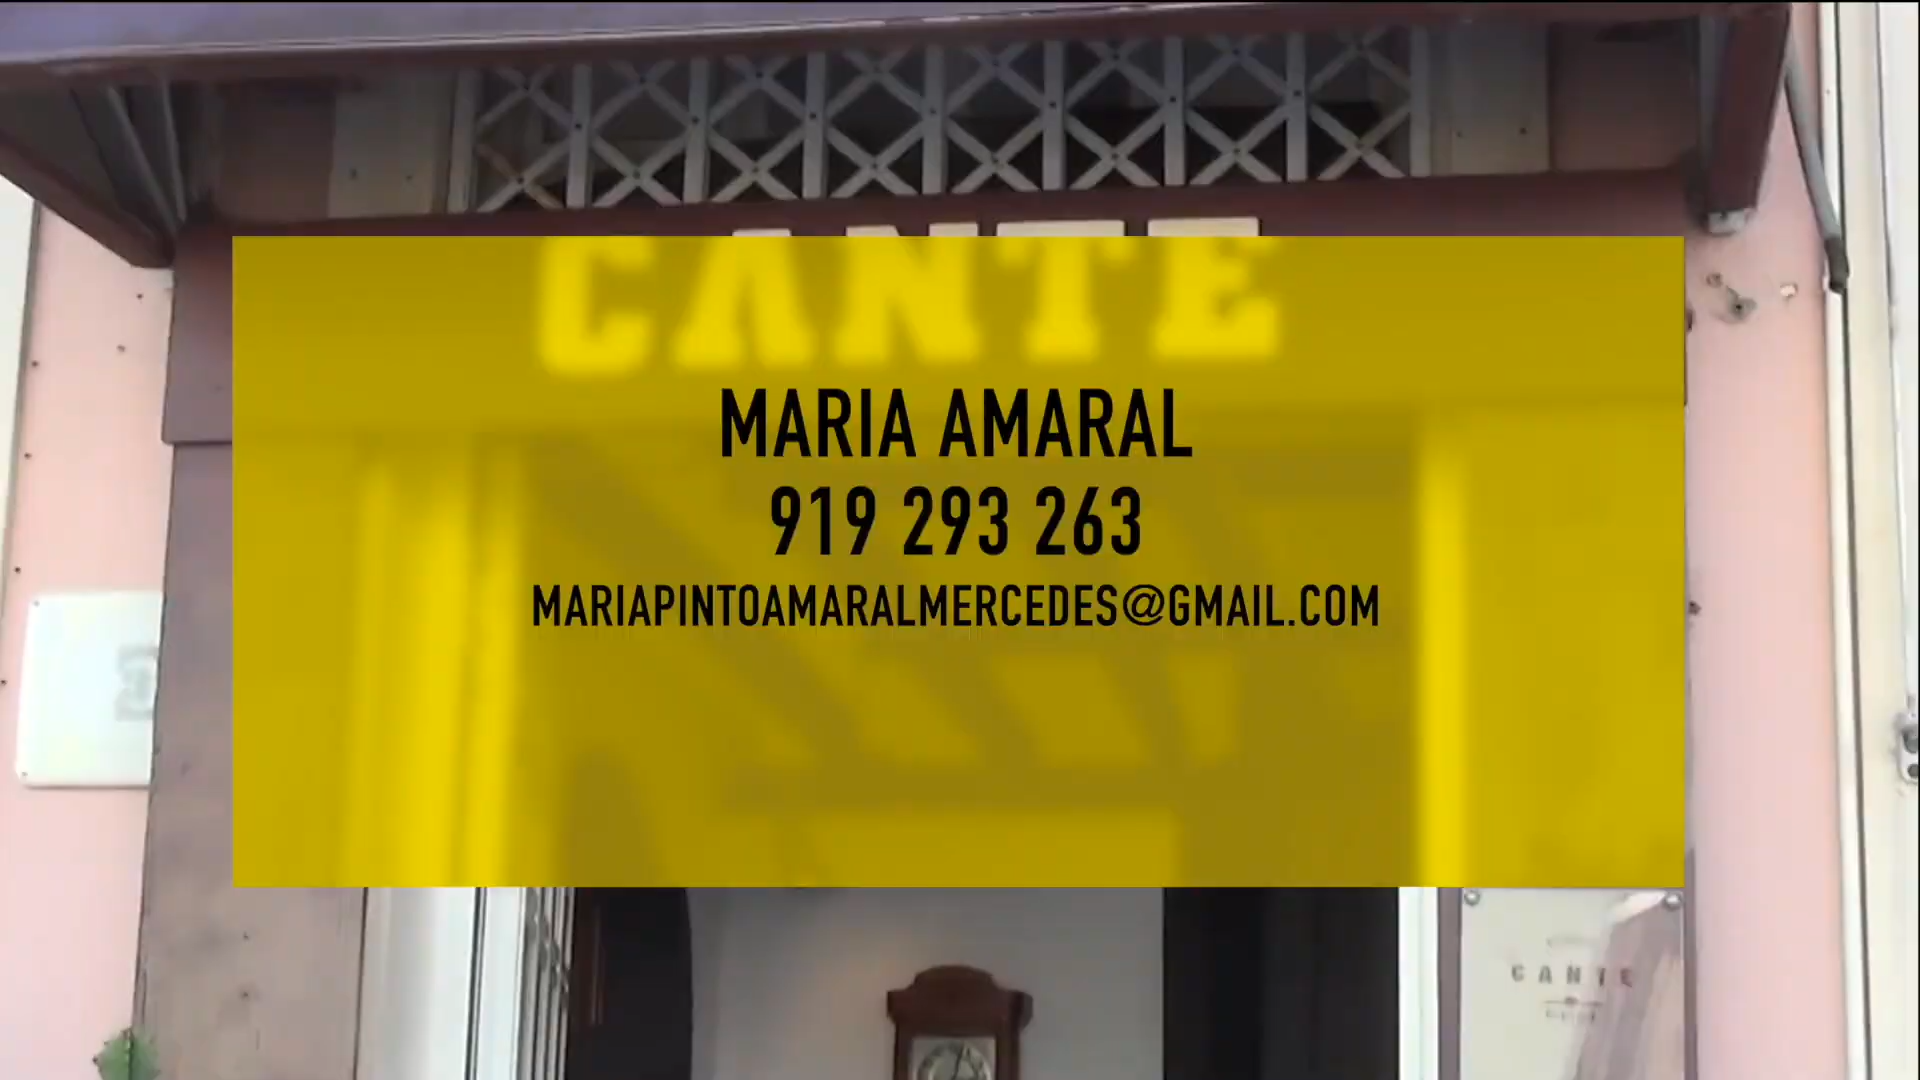 CANTE
MARIA AMARAL
919 293 263
MARIAPINTOAMARALMERCEDES@GMAIL.COM
CANTE